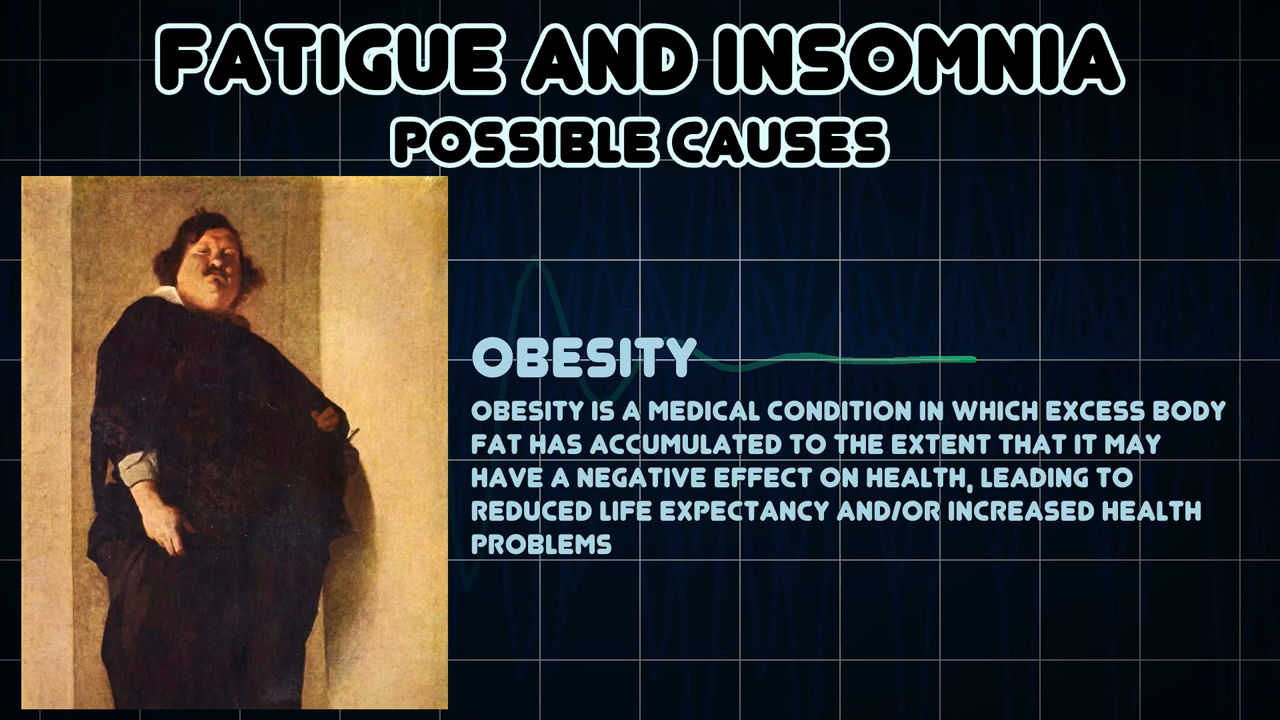 FATIGUE AND INSOMNIA
POSSIBLE CAUSES
OBESITY
OBESITY IS A MEDICAL CONDITION IN WHICH EXCESS BODY
FAT HAS ACCUMULATED TO THE EXTENT THAT IT MAY
HAVE A NEGATIVE EFFECT ON HEALTH, LEADING TO
REDUCED LIFE EXPECTANCY AND/OR INCREASED HEALTH
PROBLEMS